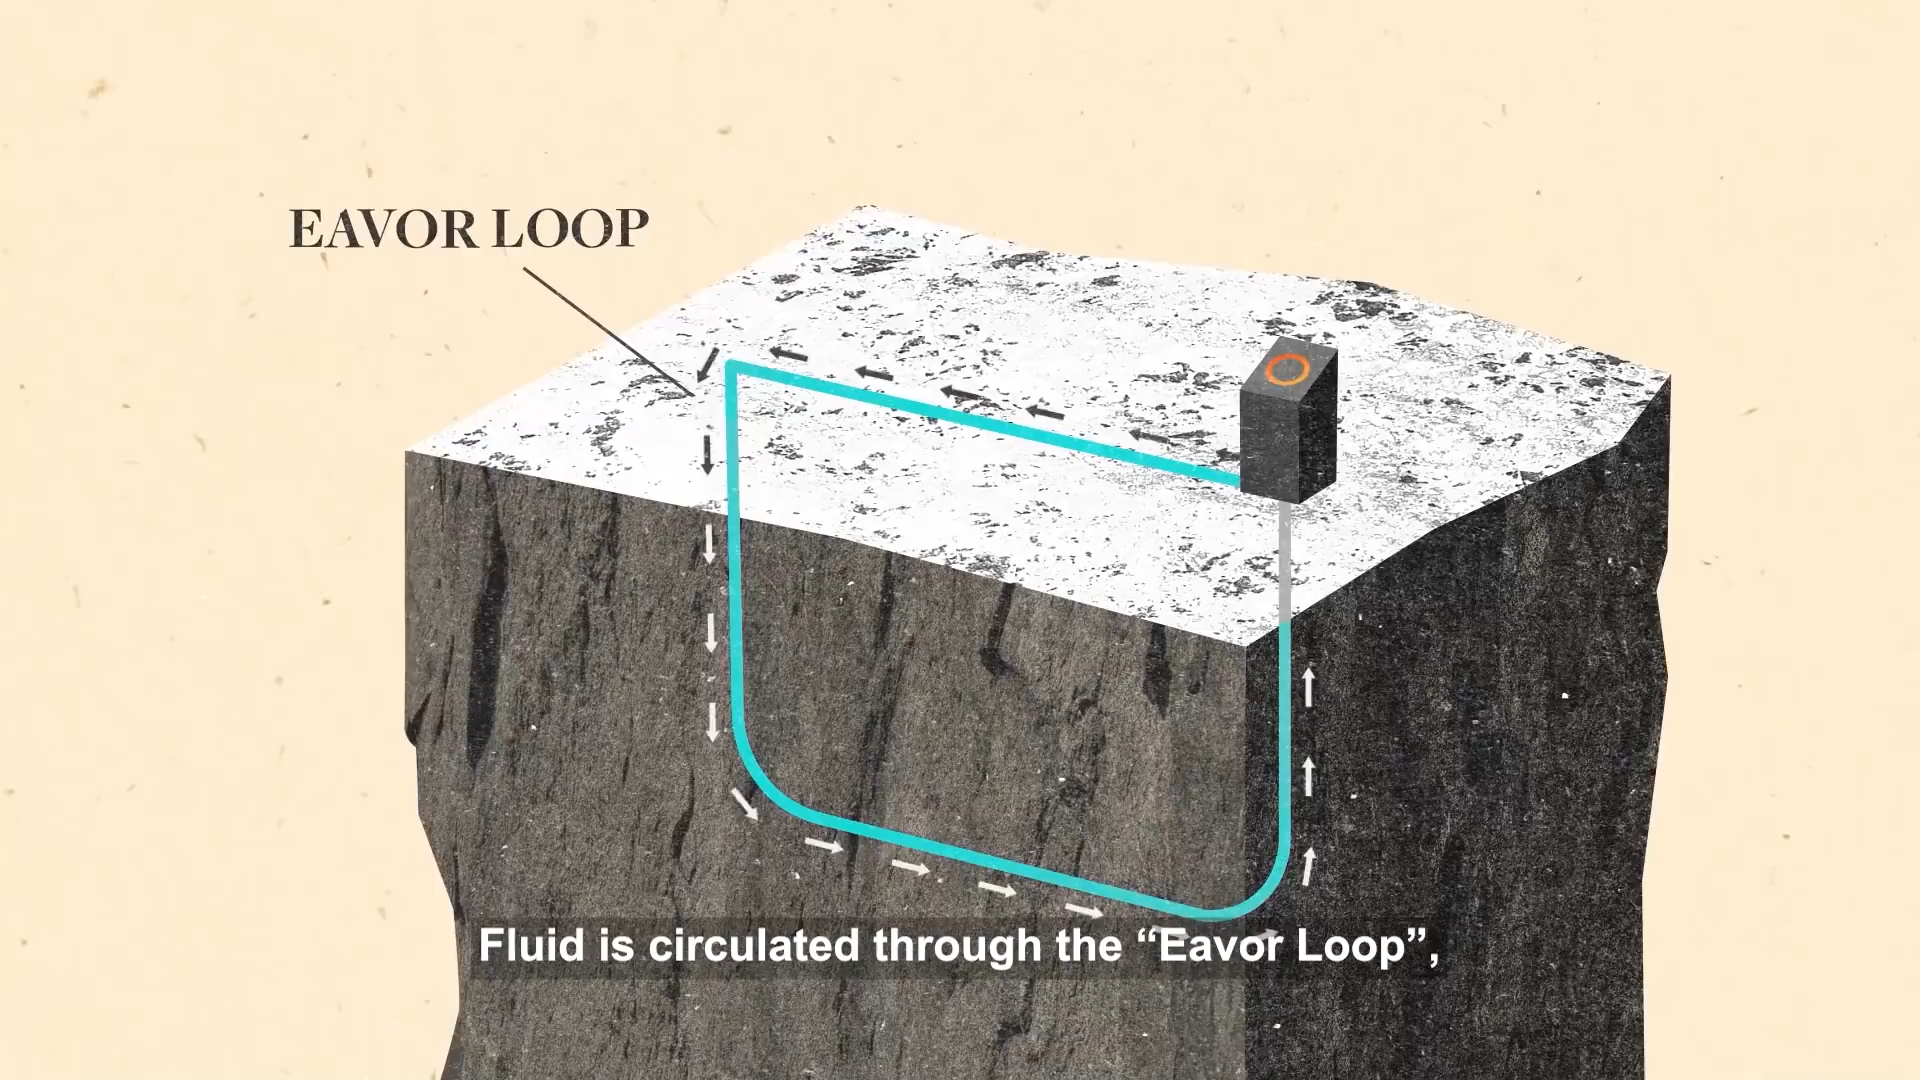 EAVOR LOOP
Fluid is circulated through the “Eavor Loop”,